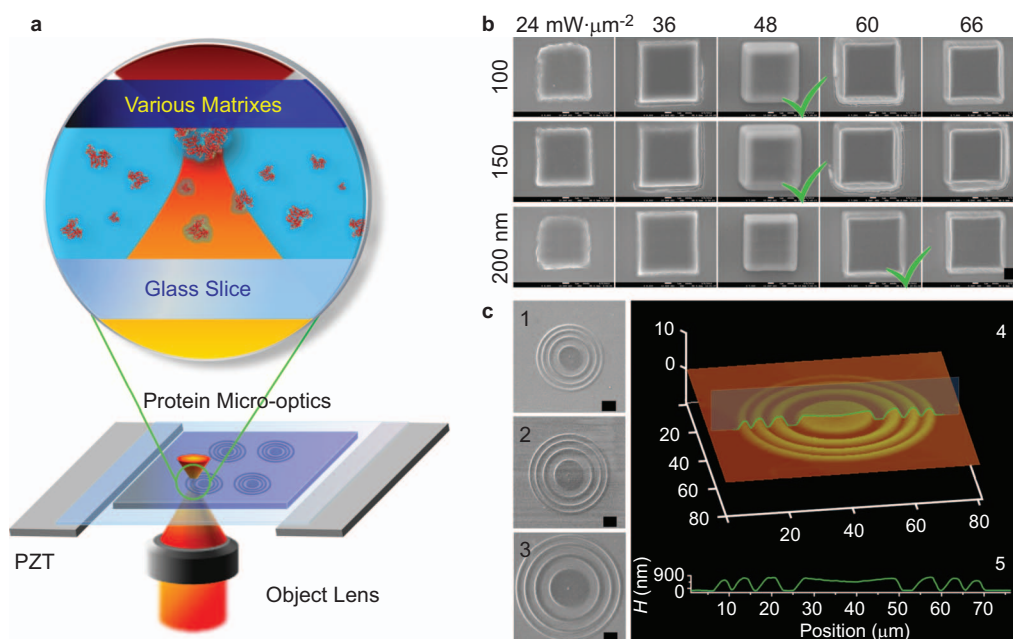 a
Various Matrixes
Glass Slice
Protein Micro-optics
PZT
Object Lens
b
24 mW·μm-2 36 48 60 66
100
150
200 nm
c
1
2
3
4
10
0
20
40
60
80
20 40 60 80
5
H (nm)
900
0
10 20 30 40 50 60 70
Position (μm)